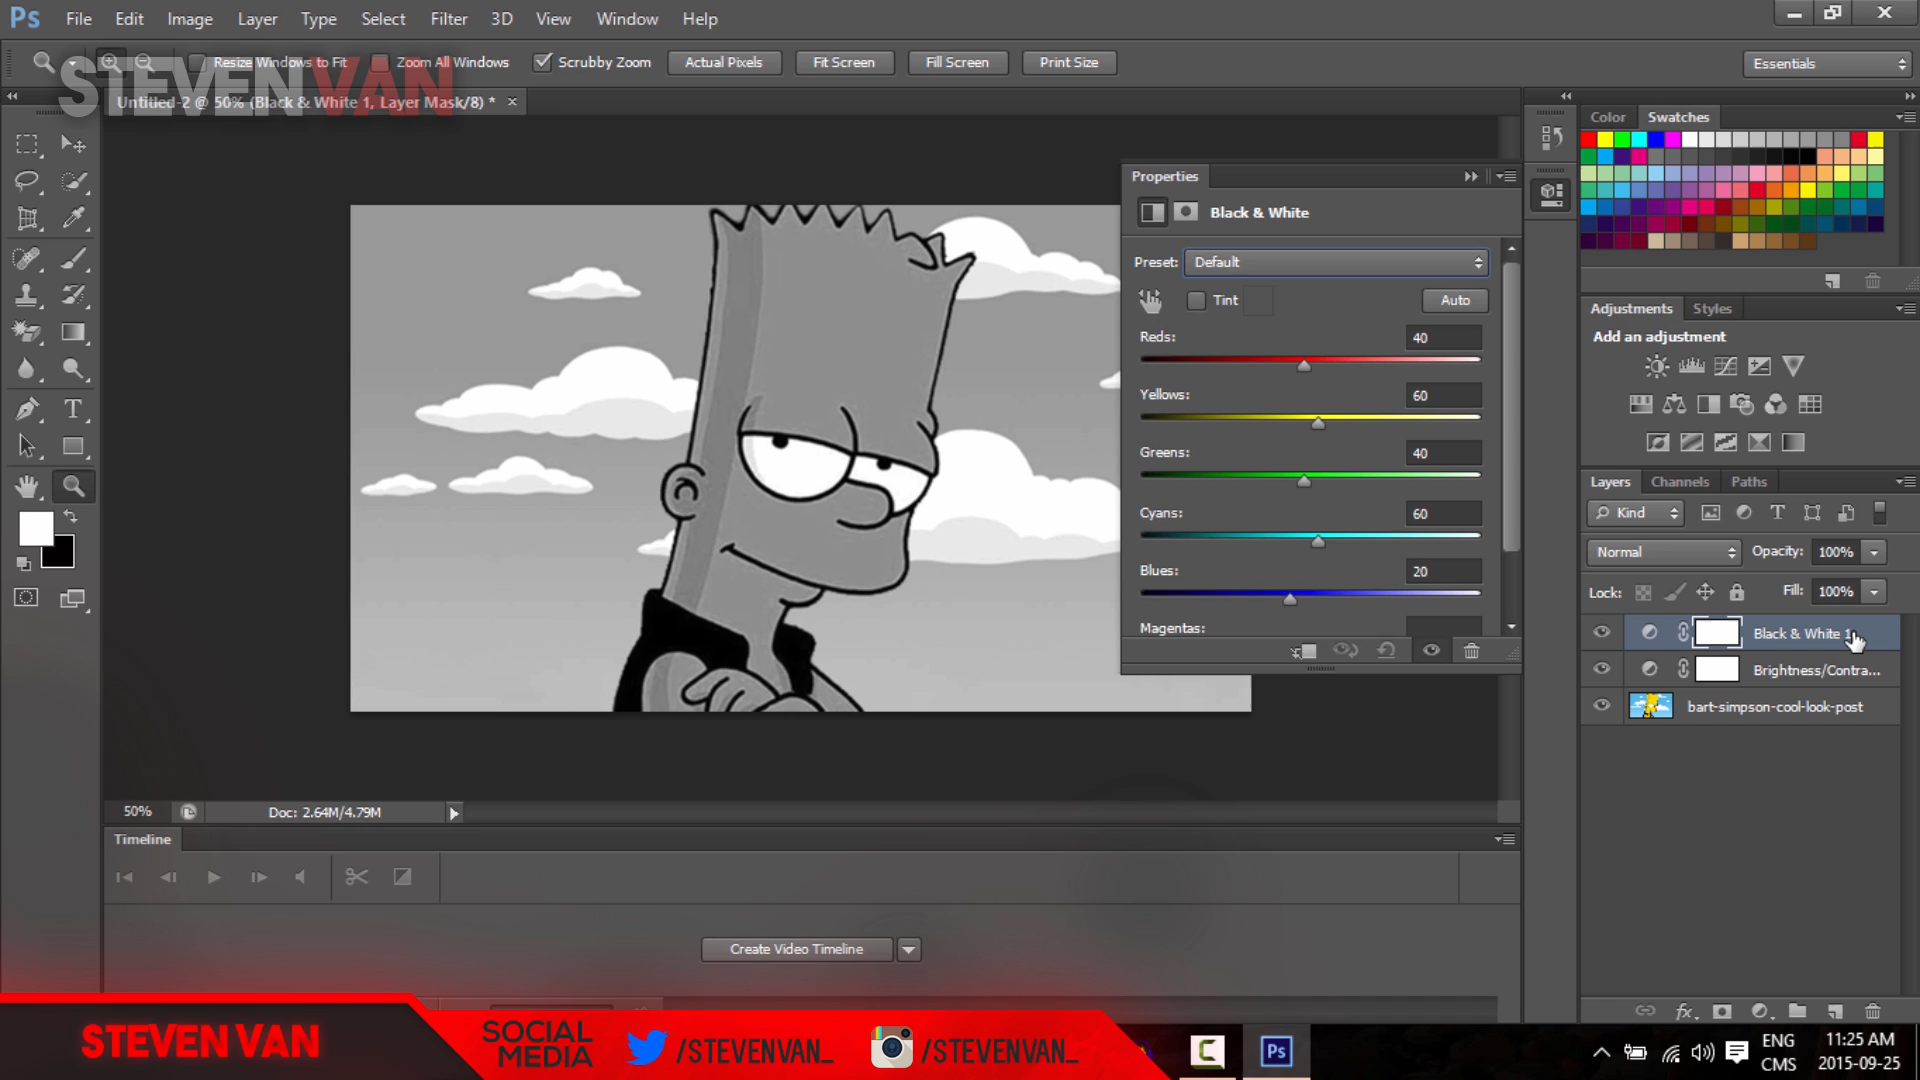 Ps File Edit Image Layer Type Select Filter 3D View Window Help
Resize Windows to Fit Zoom All Windows Scrubby Zoom Actual Pixels Fit Screen Fill Screen Print Size Essentials
STEVENVAN
Untitled-2 @ 50% (Black & White 1, Layer Mask/8) *
Color Swatches
Properties
Black & White
Preset: Default
Tint Auto
Reds: 40
Yellows: 60
Greens: 40
Cyans: 60
Blues: 20
Magentas:
Adjustments Styles
Add an adjustment
Layers Channels Paths
Kind
Normal Opacity: 100%
Lock: Fill: 100%
Black & White 1
Brightness/Contra...
bart-simpson-cool-look-post
50% Doc: 2.64M/4.79M
Timeline
Create Video Timeline
STEVEN VAN
SOCIAL MEDIA
/STEVENVAN_
/STEVENVAN_
Ps
ENG
CMS
11:25 AM
2015-09-25